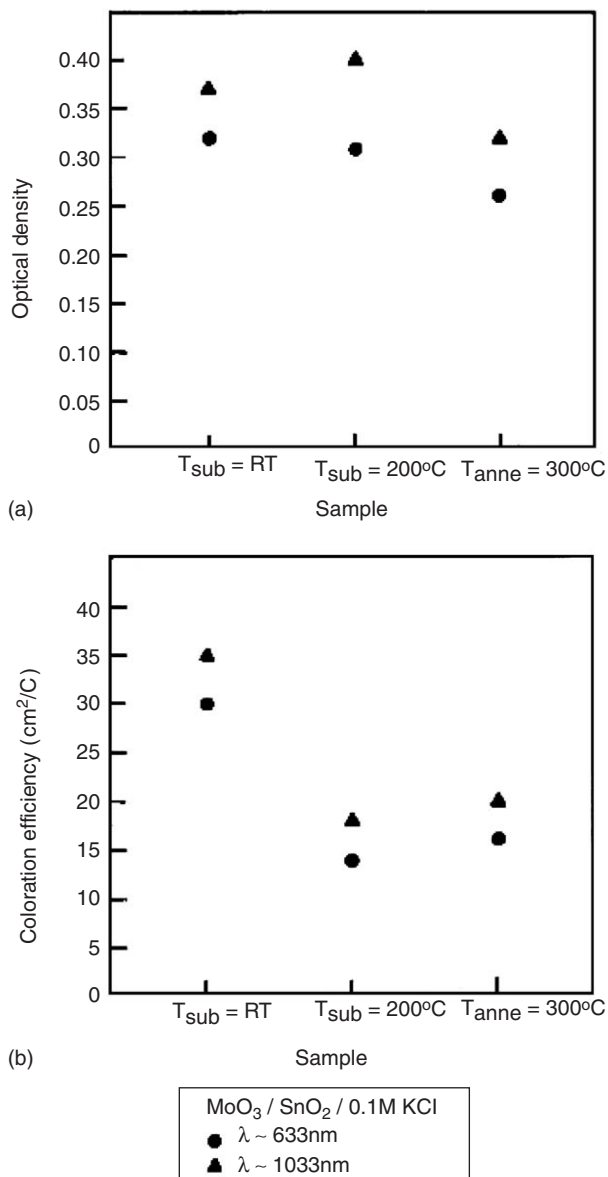 0.40
0.35
0.30
0.25
0.20
0.15
0.10
0.05
0
Optical density
Tsub = RT Tsub = 200oC Tanne = 300oC
(a) Sample
40
35
30
25
20
15
10
5
0
Coloration efficiency (cm²/C)
Tsub = RT Tsub = 200oC Tanne = 300oC
(b) Sample
MoO₃ / SnO₂ / 0.1M KCl
λ ~ 633nm
λ ~ 1033nm